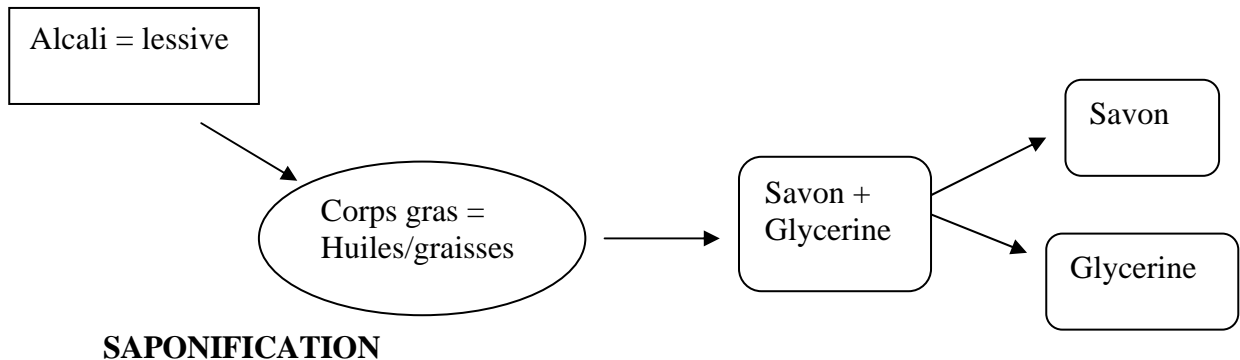 Alcali = lessive
Corps gras =
Huiles/graisses
Savon +
Glycerine
Savon
Glycerine
SAPONIFICATION